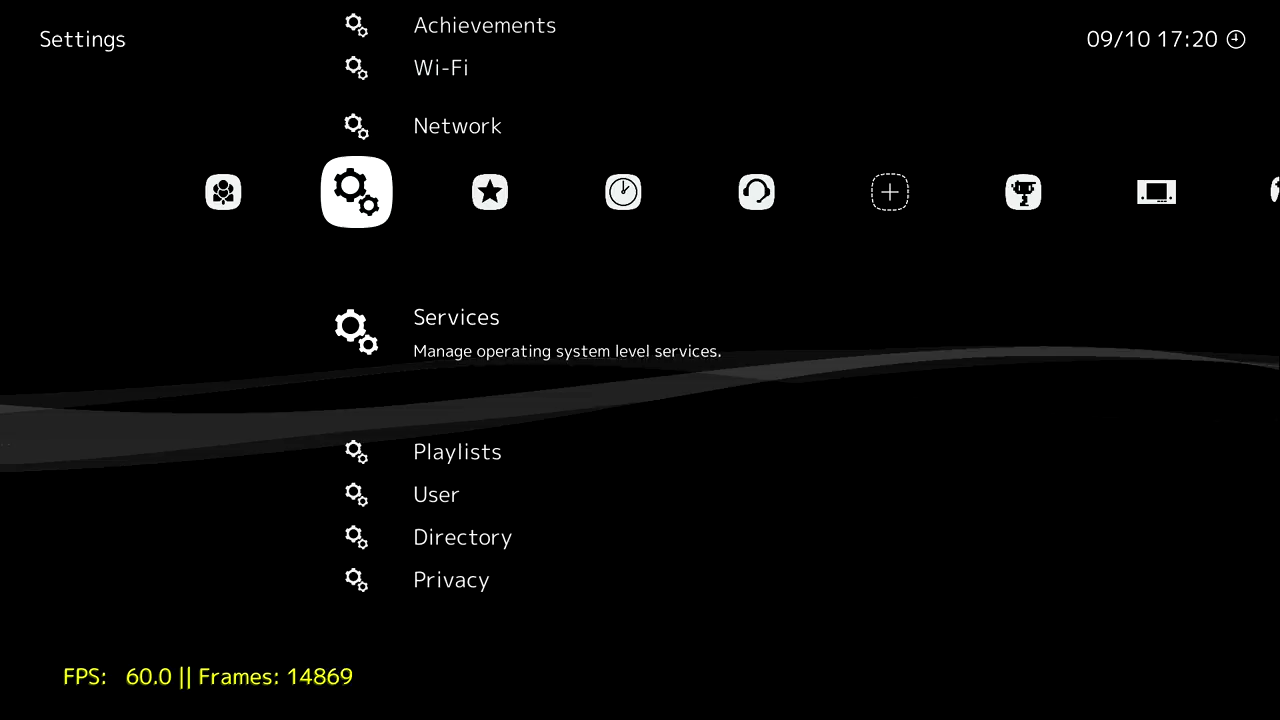 Achievements
Settings
09/10 17:20
Wi-Fi
Network
Services
Manage operating system level services.
Playlists
User
Directory
Privacy
FPS: 60.0 || Frames: 14869